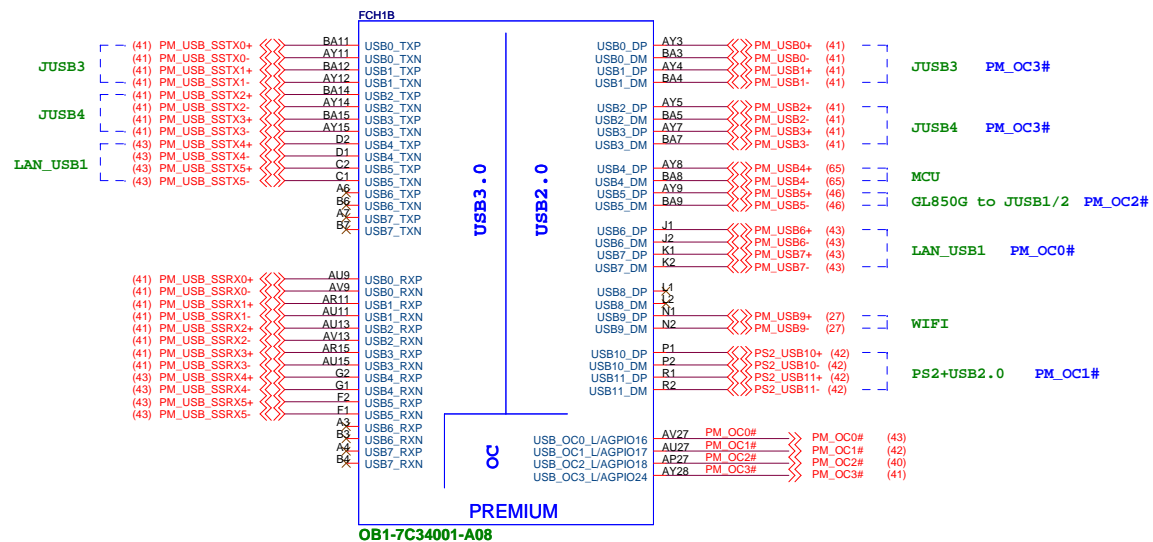 FCH1B
(41) PM_USB_SSTX0+ BA11 USB0_TXP USB0_DP AY3 PM_USB0+ (41)
(41) PM_USB_SSTX0- AY11 USB0_TXN USB0_DM BA3 PM_USB0- (41)
JUSB3 JUSB3 PM_OC3#
(41) PM_USB_SSTX1+ BA12 USB1_TXP USB1_DP AY4 PM_USB1+ (41)
(41) PM_USB_SSTX1- AY12 USB1_TXN USB1_DM BA4 PM_USB1- (41)
(41) PM_USB_SSTX2+ BA14 USB2_TXP
(41) PM_USB_SSTX2- AY14 USB2_TXN USB2_DP AY5 PM_USB2+ (41)
JUSB4
(41) PM_USB_SSTX3+ BA15 USB3_TXP USB2_DM BA5 PM_USB2- (41)
JUSB4 PM_OC3#
(41) PM_USB_SSTX3- AY15 USB3_TXN USB3_DP AY7 PM_USB3+ (41)
(43) PM_USB_SSTX4+ D2 USB4_TXP USB3_DM BA7 PM_USB3- (41)
(43) PM_USB_SSTX4- D1 USB4_TXN
LAN_USB1
(43) PM_USB_SSTX5+ C2 USB5_TXP USB4_DP AY8 PM_USB4+ (65)
MCU
(43) PM_USB_SSTX5- C1 USB5_TXN USB4_DM BA8 PM_USB4- (65)
A6 USB6_TXP USB5_DP AY9 PM_USB5+ (46)
GL850G to JUSB1/2 PM_OC2#
B6 USB6_TXN USB5_DM BA9 PM_USB5- (46)
A7 USB7_TXP
B7 USB7_TXN USB6_DP J1 PM_USB6+ (43)
USB3.0 USB2.0
USB6_DM J2 PM_USB6- (43)
LAN_USB1 PM_OC0#
USB7_DP K1 PM_USB7+ (43)
USB7_DM K2 PM_USB7- (43)
(41) PM_USB_SSRX0+ AU9 USB0_RXP
(41) PM_USB_SSRX0- AV9 USB0_RXN USB8_DP L1
(41) PM_USB_SSRX1+ AR11 USB1_RXP USB8_DM L2
(41) PM_USB_SSRX1- AU11 USB1_RXN USB9_DP N1 PM_USB9+ (27)
WIFI
(41) PM_USB_SSRX2+ AU13 USB2_RXP USB9_DM N2 PM_USB9- (27)
(41) PM_USB_SSRX2- AV13 USB2_RXN
(41) PM_USB_SSRX3+ AR15 USB3_RXP USB10_DP P1 PS2_USB10+ (42)
(41) PM_USB_SSRX3- AU15 USB3_RXN USB10_DM P2 PS2_USB10- (42)
PS2+USB2.0 PM_OC1#
(43) PM_USB_SSRX4+ G2 USB4_RXP USB11_DP R1 PS2_USB11+ (42)
(43) PM_USB_SSRX4- G1 USB4_RXN USB11_DM R2 PS2_USB11- (42)
(43) PM_USB_SSRX5+ F2 USB5_RXP
(43) PM_USB_SSRX5- F1 USB5_RXN
A3 USB6_RXP
B3 USB6_RXN USB_OC0_L/AGPIO16 AV27 PM_OC0# PM_OC0# (43)
A4 USB7_RXP USB_OC1_L/AGPIO17 AU27 PM_OC1# PM_OC1# (42)
B4 USB7_RXN USB_OC2_L/AGPIO18 AP27 PM_OC2# PM_OC2# (40)
OC
USB_OC3_L/AGPIO24 AY28 PM_OC3# PM_OC3# (41)
PREMIUM
OB1-7C34001-A08